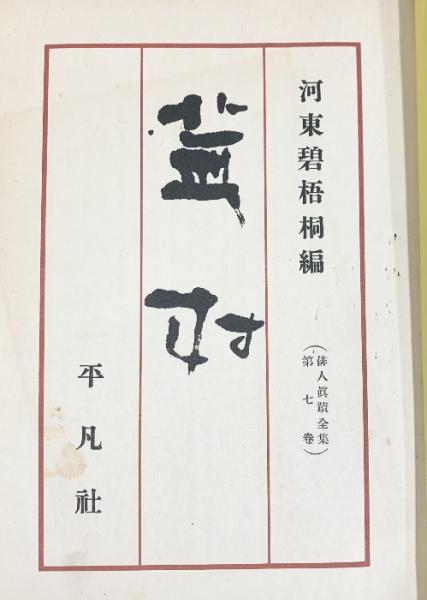 河東碧梧桐編
(俳人眞蹟全集
第七卷)
蕪村
平凡社